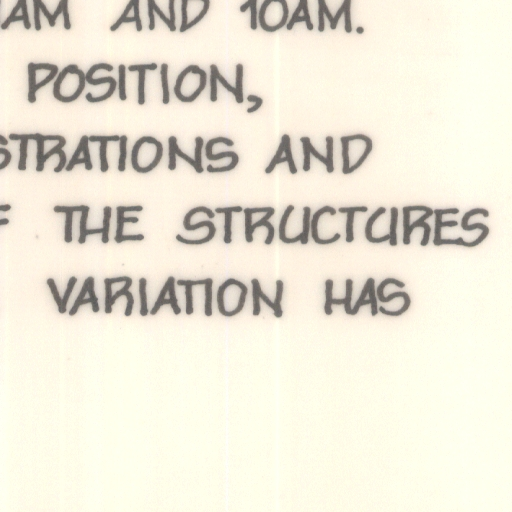 AM AND 10AM.
POSITION,
STRATIONS AND
F THE STRUCTURES
VARIATION HAS